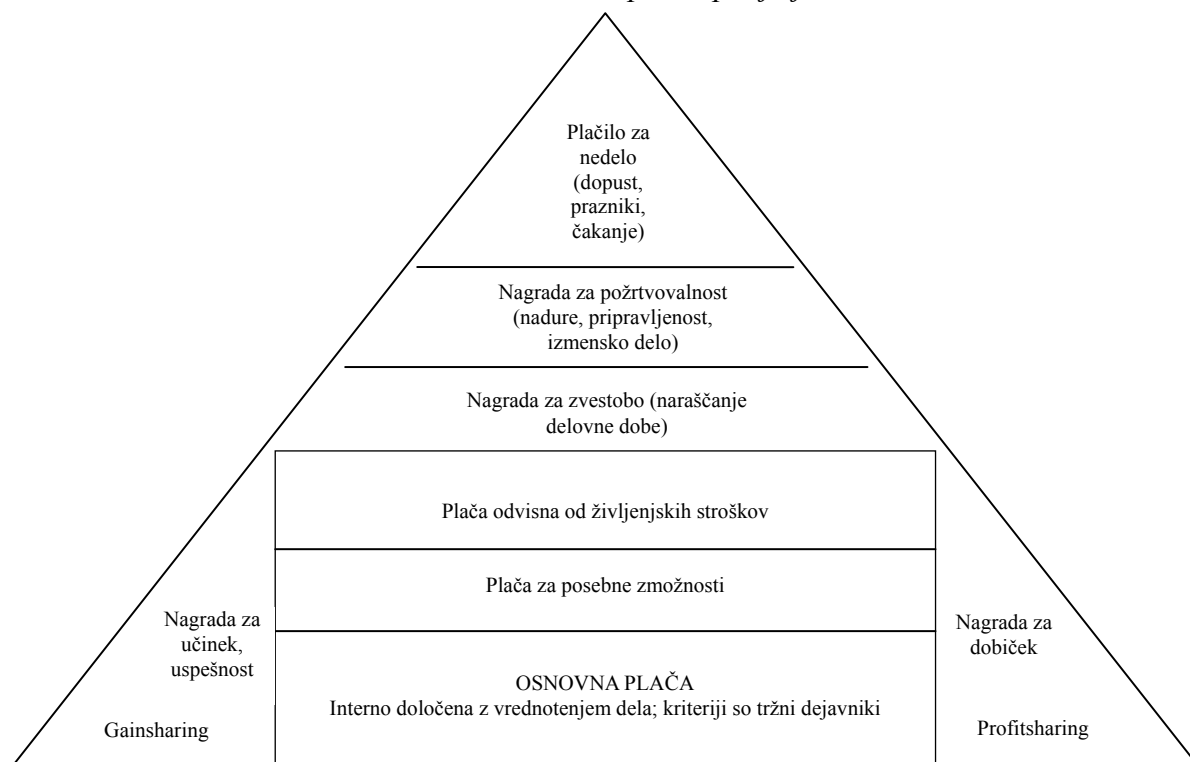 Plačilo za
nedelo
(dopust,
prazniki,
čakanje)
Nagrada za požrtvovalnost
(nadure, pripravljenost,
izmensko delo)
Nagrada za zvestobo (naraščanje
delovne dobe)
Plača odvisna od življenjskih stroškov
Plača za posebne zmožnosti
Nagrada za
učinek,
uspešnost
Nagrada za
dobiček
OSNOVNA PLAČA
Interno določena z vrednotenjem dela; kriteriji so tržni dejavniki
Gainsharing
Profitsharing